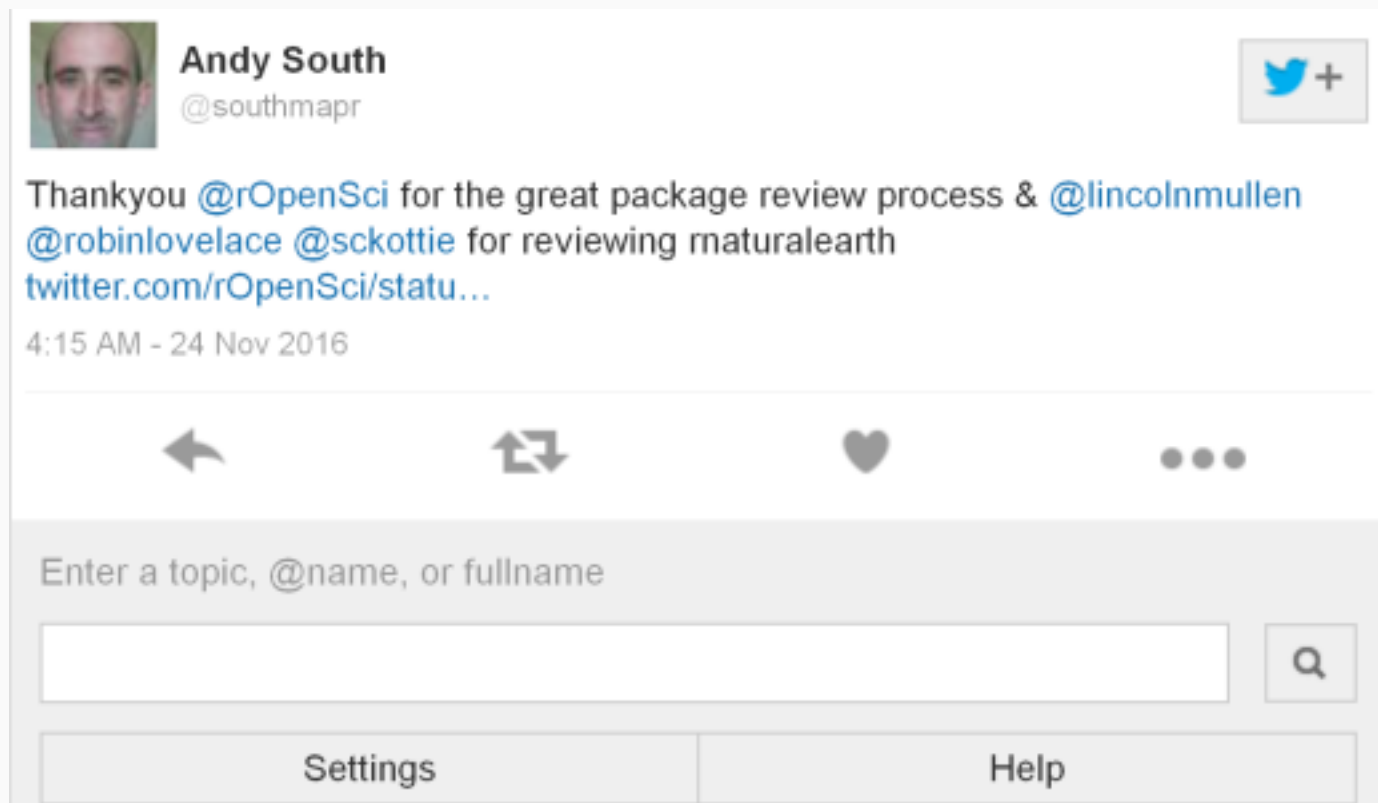 Andy South
@southmapr
Thankyou @rOpenSci for the great package review process & @lincolnmullen
@robinlovelace @sckottie for reviewing rnaturalearth
twitter.com/rOpenSci/statu…
4:15 AM - 24 Nov 2016
Enter a topic, @name, or fullname
Settings
Help